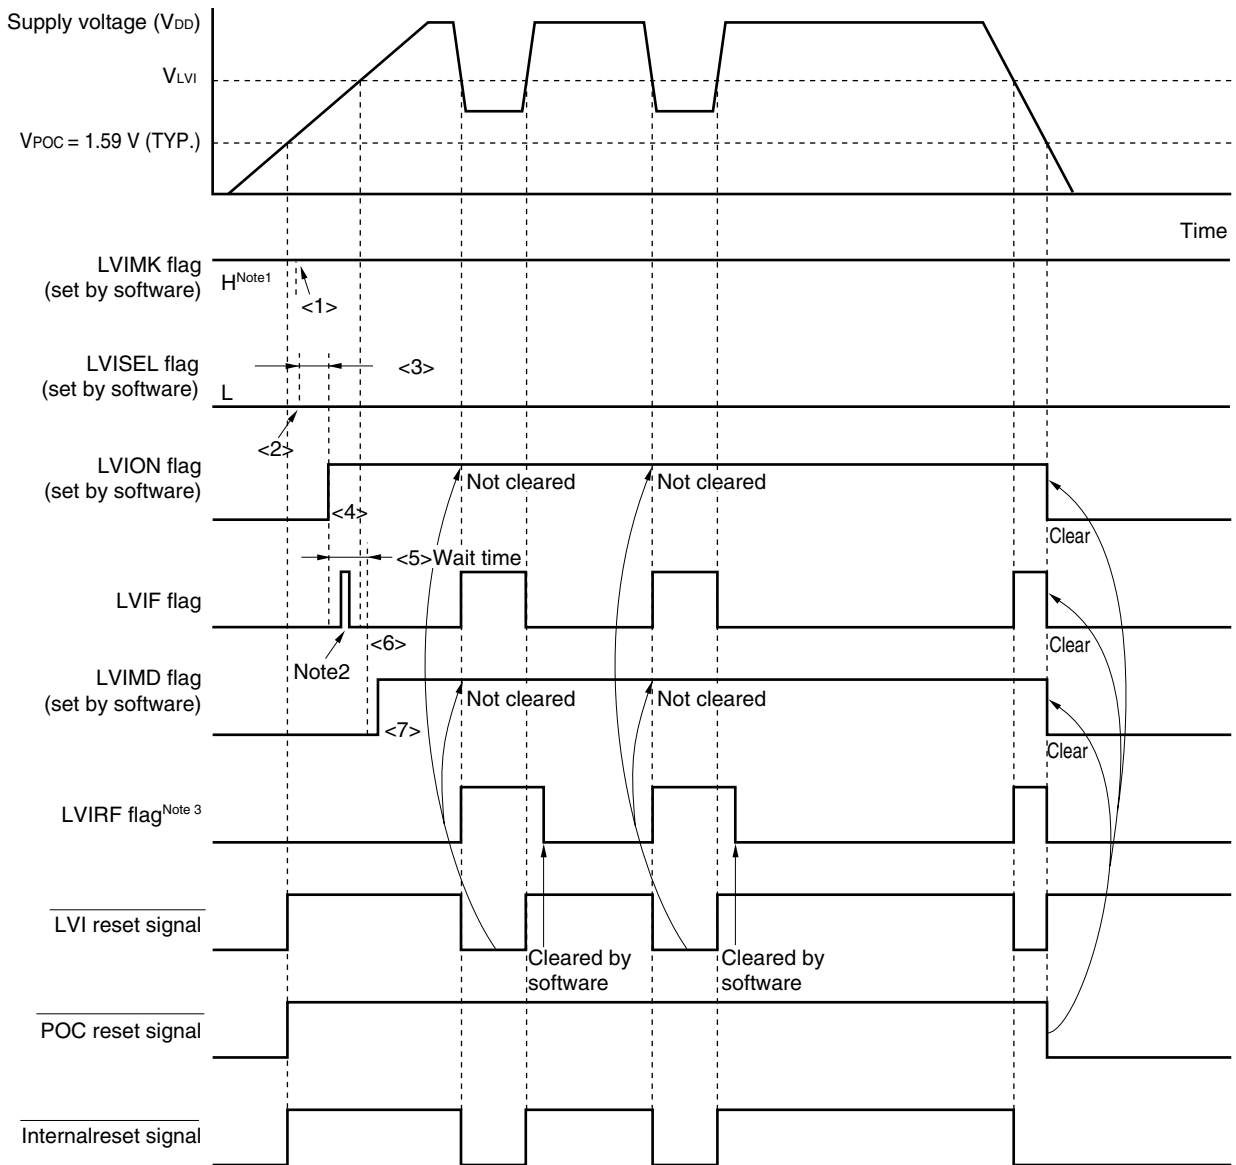 Supply voltage (VDD)
VLVI
VPOC = 1.59 V (TYP.)
Time
LVIMK flag
(set by software)
HNote1
<1>
LVISEL flag
(set by software)
<3>
L
<2>
LVION flag
(set by software)
Not cleared
Not cleared
<4>
Clear
<5>Wait time
LVIF flag
<6>
Clear
Note2
LVIMD flag
(set by software)
Not cleared
Not cleared
<7>
Clear
LVIRF flagNote 3
LVI reset signal
Cleared by
software
Cleared by
software
POC reset signal
Internalreset signal